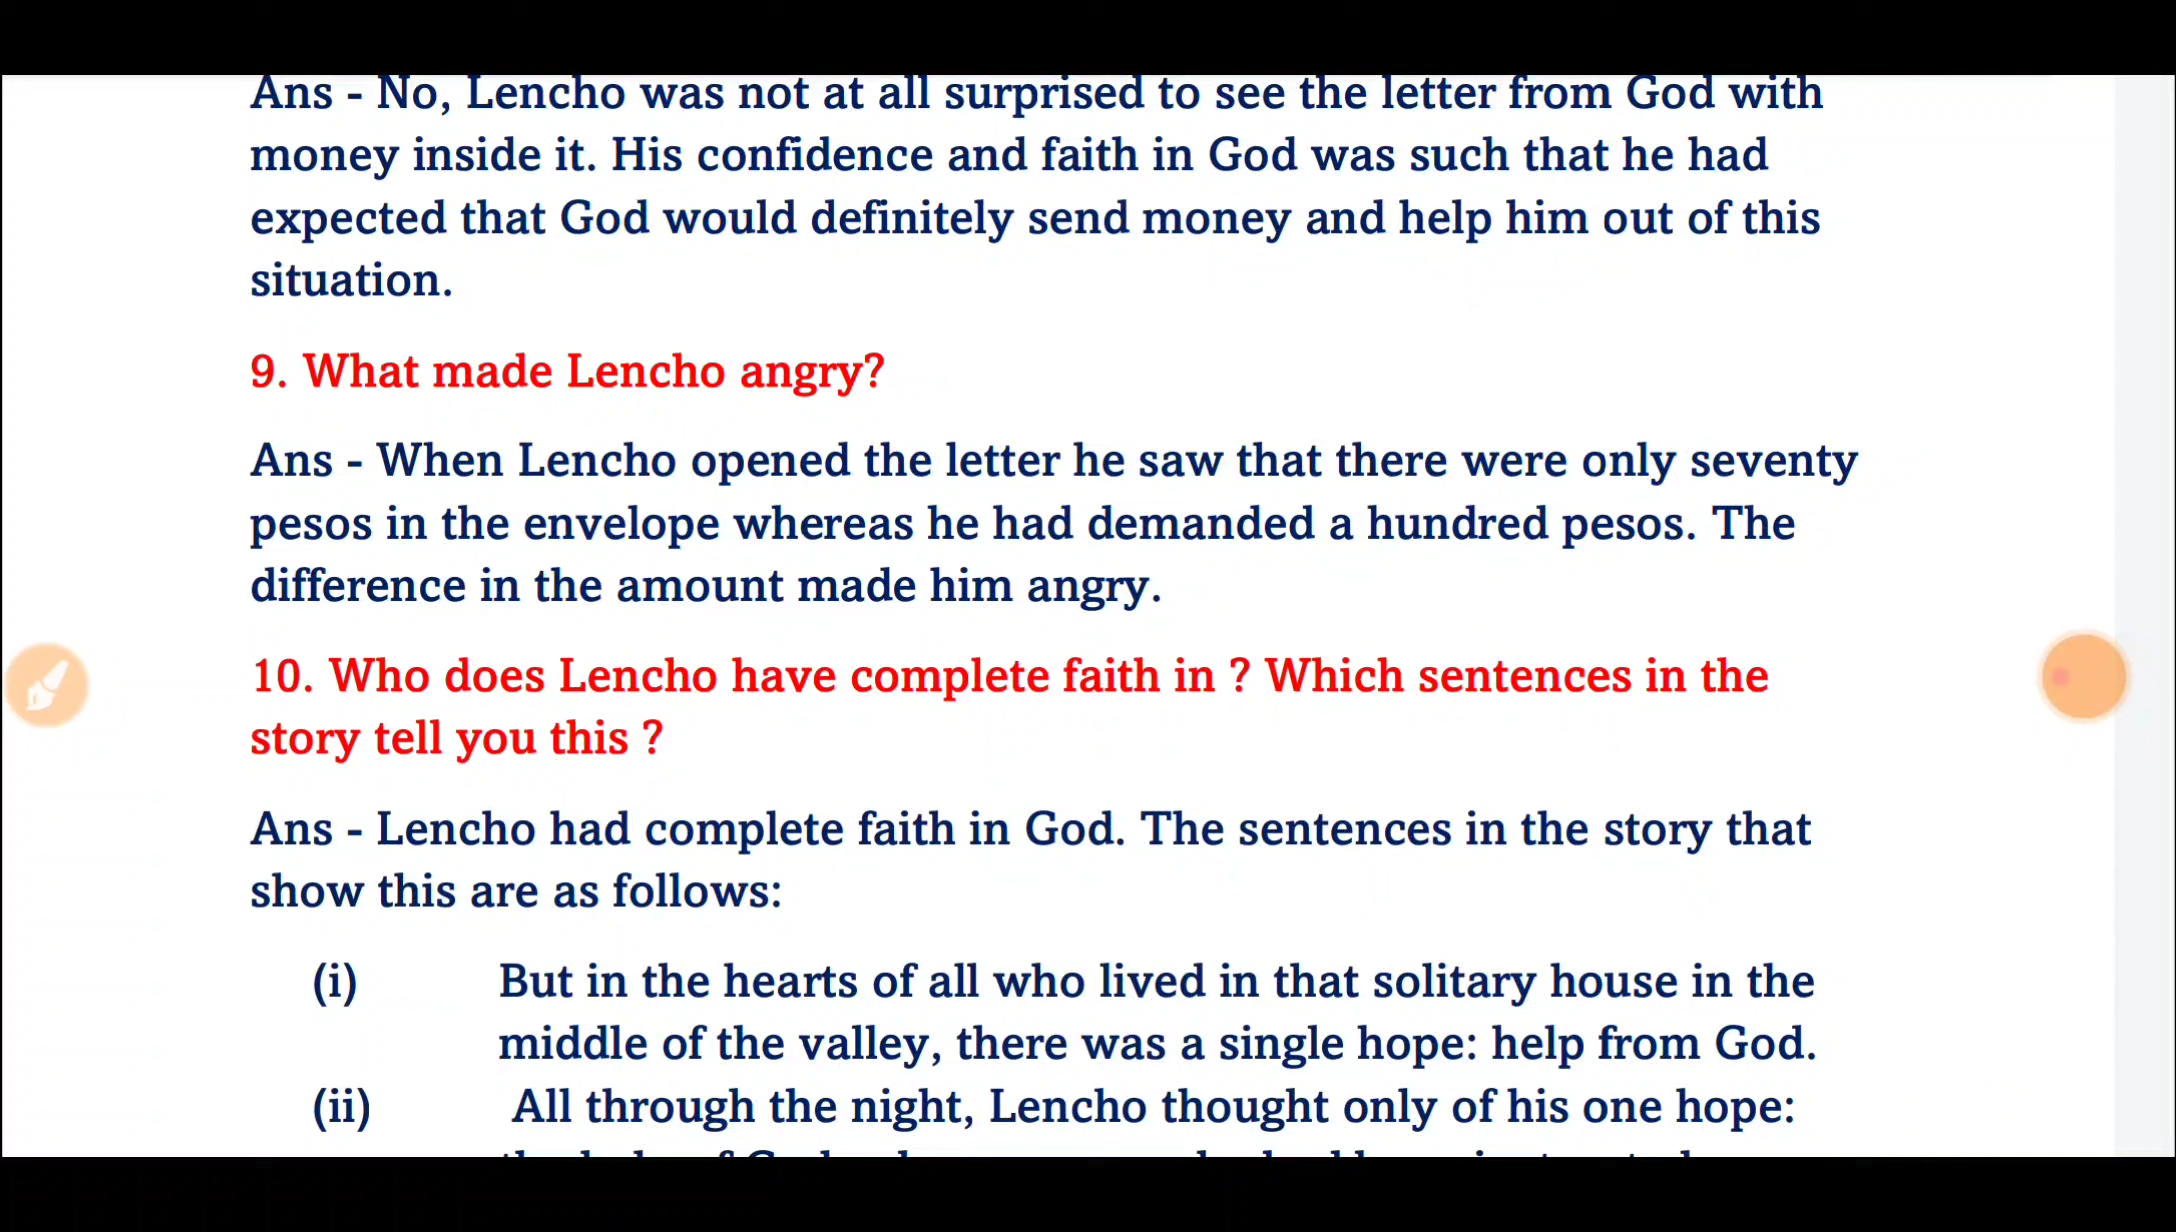 Ans - No, Lencho was not at all surprised to see the letter from God with
money inside it. His confidence and faith in God was such that he had
expected that God would definitely send money and help him out of this
situation.
9. What made Lencho angry?
Ans - When Lencho opened the letter he saw that there were only seventy
pesos in the envelope whereas he had demanded a hundred pesos. The
difference in the amount made him angry.
10. Who does Lencho have complete faith in ? Which sentences in the
story tell you this ?
Ans - Lencho had complete faith in God. The sentences in the story that
show this are as follows:
(i) But in the hearts of all who lived in that solitary house in the
middle of the valley, there was a single hope: help from God.
(ii) All through the night, Lencho thought only of his one hope: